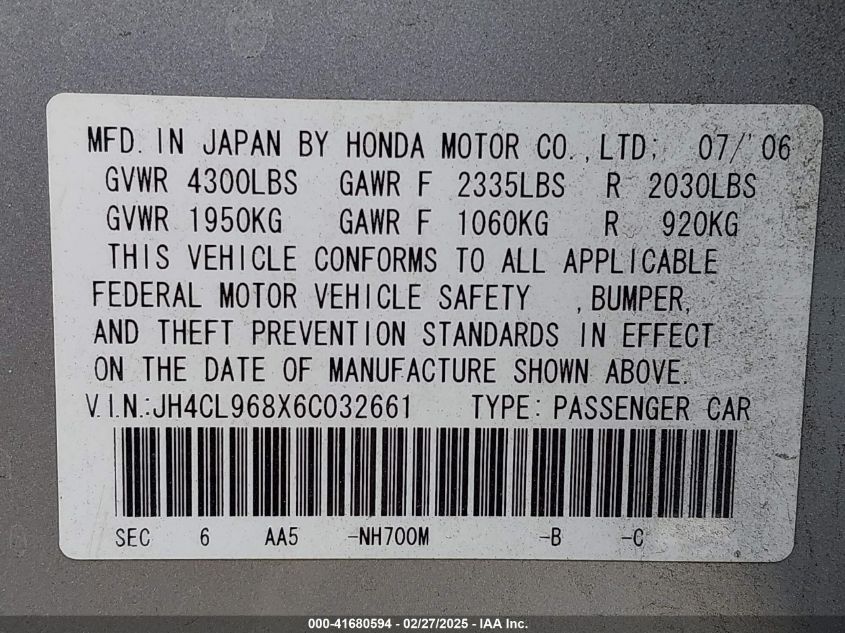 MFD. IN JAPAN BY HONDA MOTOR CO.,LTD. 07/'06
GVWR 4300LBS GAWR F 2335LBS R 2030LBS
GVWR 1950KG GAWR F 1060KG R 920KG
THIS VEHICLE CONFORMS TO ALL APPLICABLE
FEDERAL MOTOR VEHICLE SAFETY ,BUMPER,
AND THEFT PREVENTION STANDARDS IN EFFECT
ON THE DATE OF MANUFACTURE SHOWN ABOVE.
V.I.N.:JH4CL968X6C032661 TYPE: PASSENGER CAR
SEC 6 AA5 -NH700M -B -C
000-41680594 / 02/27/2025 - IAA Inc.